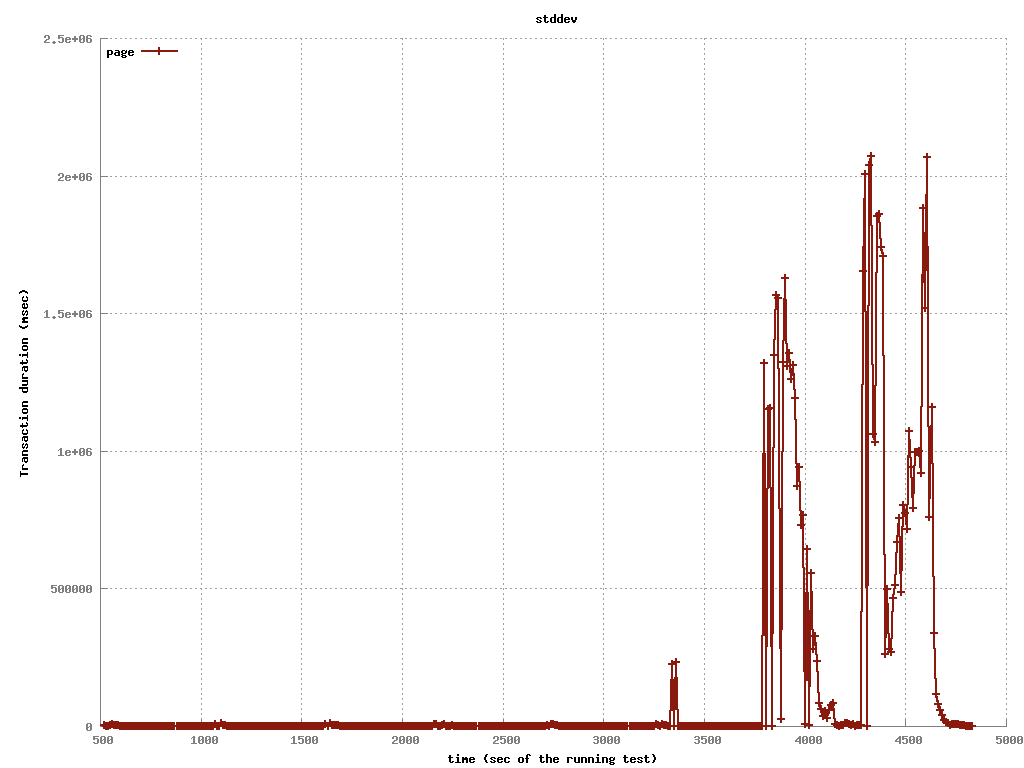 stddev
2.5e+06
page
2e+06
1.5e+06
1e+06
500000
0
500 1000 1500 2000 2500 3000 3500 4000 4500 5000
time (sec of the running test)
Transaction duration (msec)